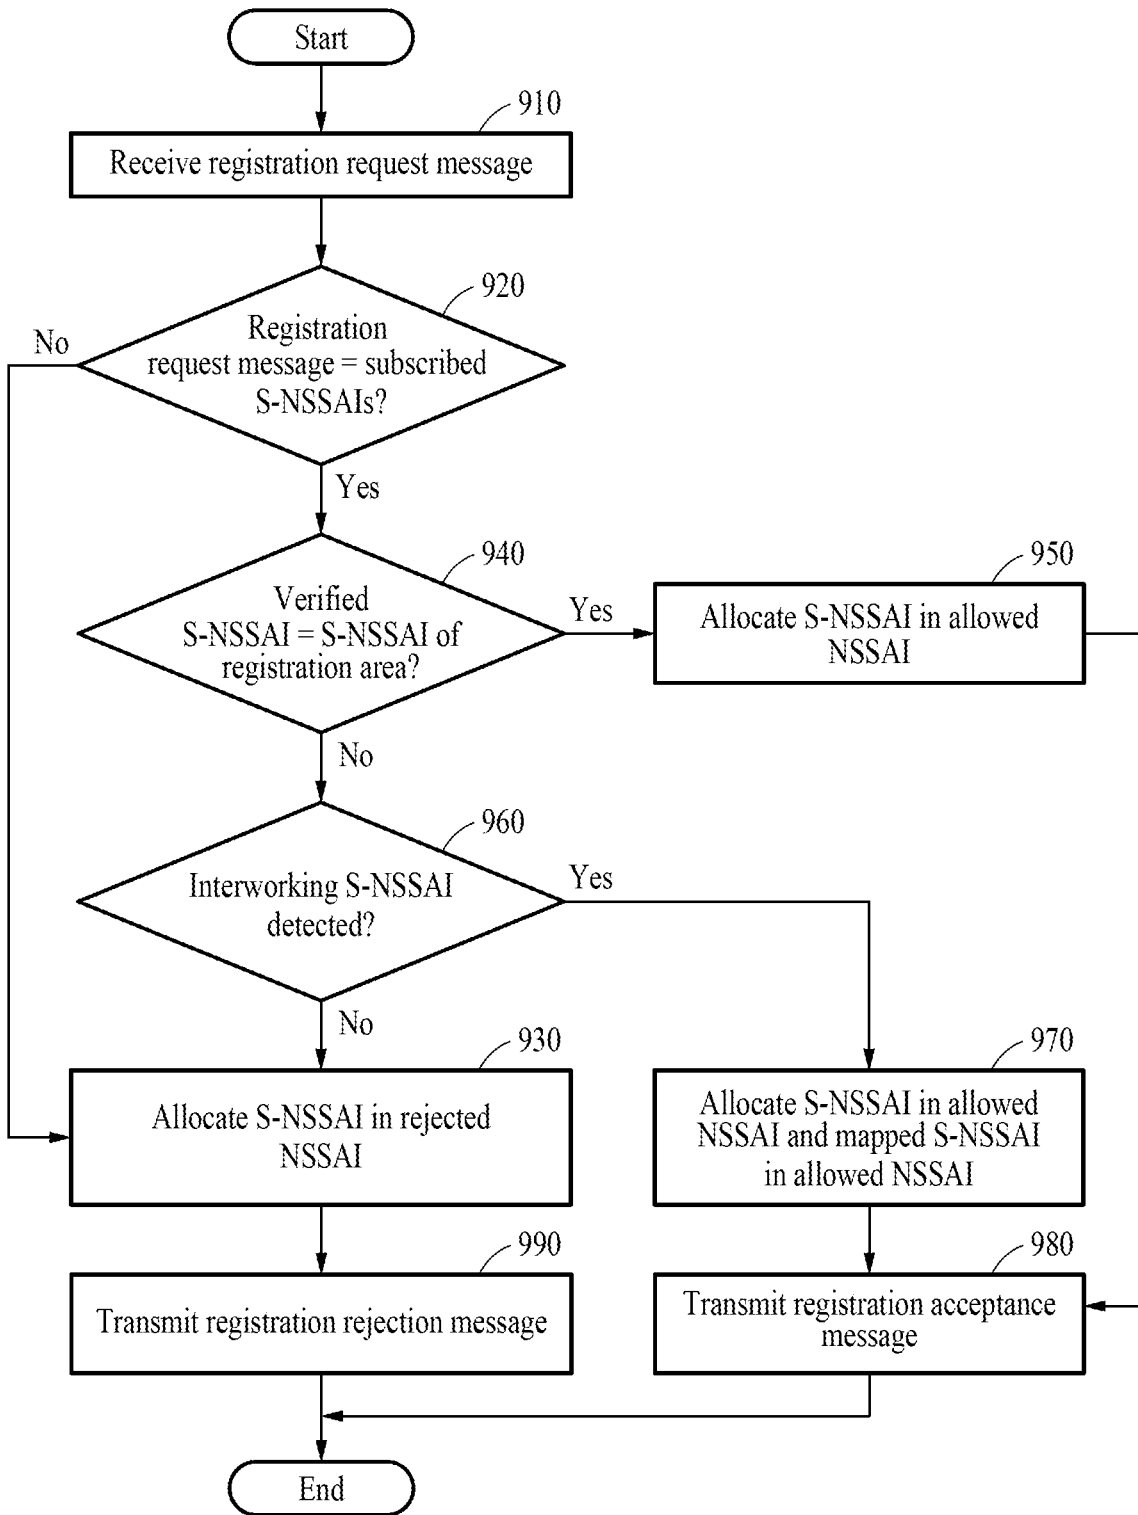 Start
910
Receive registration request message
920
Registration
request message = subscribed
S-NSSAIs?
No
Yes
940
Verified
S-NSSAI = S-NSSAI of
registration area?
Yes
950
Allocate S-NSSAI in allowed
NSSAI
No
960
Interworking S-NSSAI
detected?
Yes
No
930
Allocate S-NSSAI in rejected
NSSAI
970
Allocate S-NSSAI in allowed
NSSAI and mapped S-NSSAI
in allowed NSSAI
990
Transmit registration rejection message
980
Transmit registration acceptance
message
End